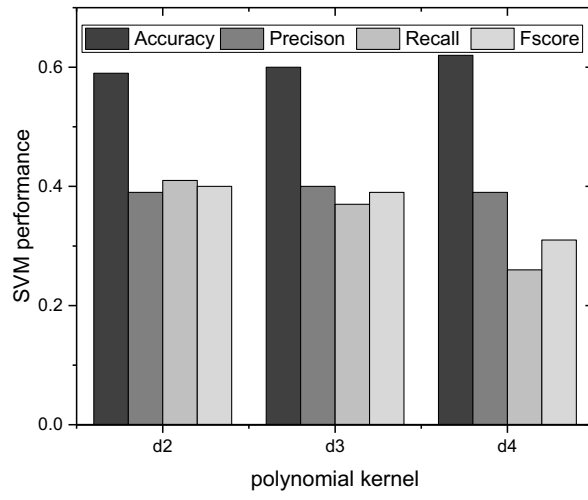 Accuracy Precison Recall Fscore
0.6
0.4
0.2
0.0
SVM performance
d2 d3 d4
polynomial kernel